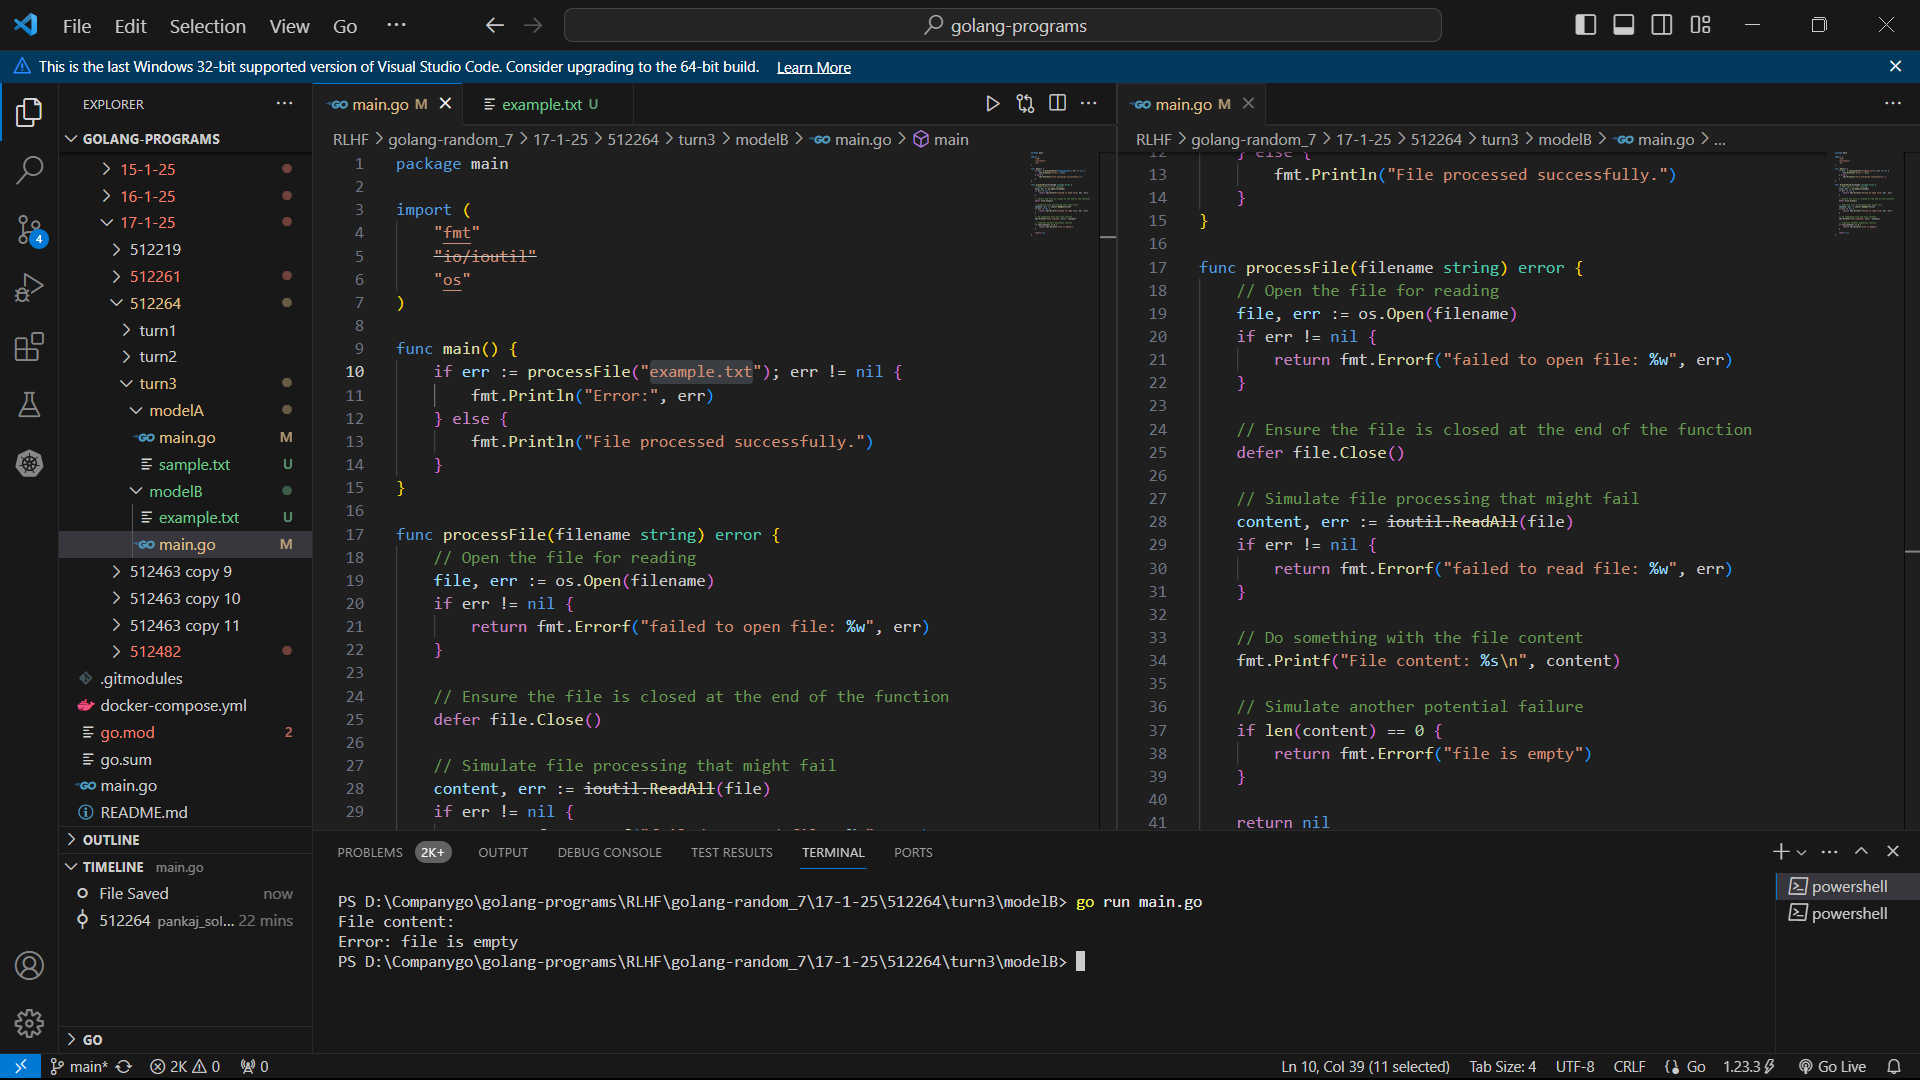 File Edit Selection View Go ··· golang-programs
This is the last Windows 32-bit supported version of Visual Studio Code. Consider upgrading to the 64-bit build. Learn More
EXPLORER
GOLANG-PROGRAMS
15-1-25
16-1-25
17-1-25
512219
512261
512264
turn1
turn2
turn3
modelA
main.go M
sample.txt U
modelB
example.txt U
main.go M
512463 copy 9
512463 copy 10
512463 copy 11
512482
.gitmodules
docker-compose.yml
go.mod 2
go.sum
main.go
README.md
OUTLINE
TIMELINE main.go
File Saved now
512264 pankaj_sol... 22 mins
GO
4
main.go M example.txt U
RLHF > golang-random_7 > 17-1-25 > 512264 > turn3 > modelB > main.go > main
1 package main
2
3 import (
4 "fmt"
5 "io/ioutil"
6 "os"
7 )
8
9 func main() {
10 if err := processFile("example.txt"); err != nil {
11 fmt.Println("Error:", err)
12 } else {
13 fmt.Println("File processed successfully.")
14 }
15 }
16
17 func processFile(filename string) error {
18 // Open the file for reading
19 file, err := os.Open(filename)
20 if err != nil {
21 return fmt.Errorf("failed to open file: %w", err)
22 }
23
24 // Ensure the file is closed at the end of the function
25 defer file.Close()
26
27 // Simulate file processing that might fail
28 content, err := ioutil.ReadAll(file)
29 if err != nil {
main.go M
RLHF > golang-random_7 > 17-1-25 > 512264 > turn3 > modelB > main.go > ...
12 } else {
13 fmt.Println("File processed successfully.")
14 }
15 }
16
17 func processFile(filename string) error {
18 // Open the file for reading
19 file, err := os.Open(filename)
20 if err != nil {
21 return fmt.Errorf("failed to open file: %w", err)
22 }
23
24 // Ensure the file is closed at the end of the function
25 defer file.Close()
26
27 // Simulate file processing that might fail
28 content, err := ioutil.ReadAll(file)
29 if err != nil {
30 return fmt.Errorf("failed to read file: %w", err)
31 }
32
33 // Do something with the file content
34 fmt.Printf("File content: %s\n", content)
35
36 // Simulate another potential failure
37 if len(content) == 0 {
38 return fmt.Errorf("file is empty")
39 }
40
41 return nil
PROBLEMS 2K+ OUTPUT DEBUG CONSOLE TEST RESULTS TERMINAL PORTS
PS D:\Companygo\golang-programs\RLHF\golang-random_7\17-1-25\512264\turn3\modelB> go run main.go
File content:
Error: file is empty
PS D:\Companygo\golang-programs\RLHF\golang-random_7\17-1-25\512264\turn3\modelB>
powershell
powershell
main* 2K 0 0 Ln 10, Col 39 (11 selected) Tab Size: 4 UTF-8 CRLF Go 1.23.3 Go Live